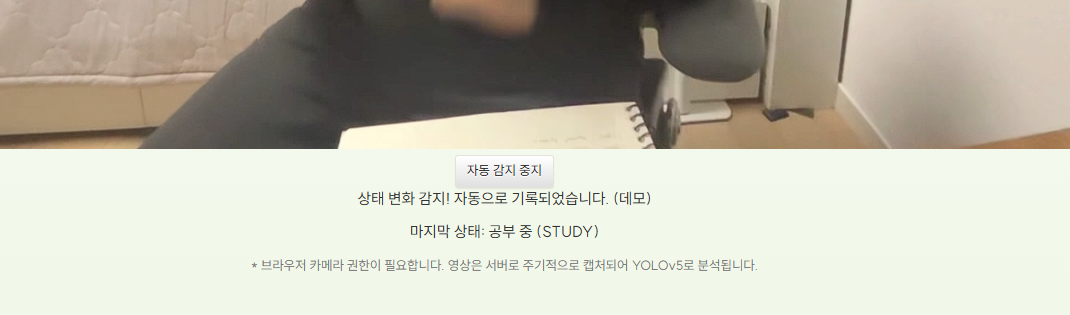 자동 감지 중지
상태 변화 감지! 자동으로 기록되었습니다. (데모)
마지막 상태: 공부 중 (STUDY)
* 브라우저 카메라 권한이 필요합니다. 영상은 서버로 주기적으로 캡처되어 YOLOv5로 분석됩니다.